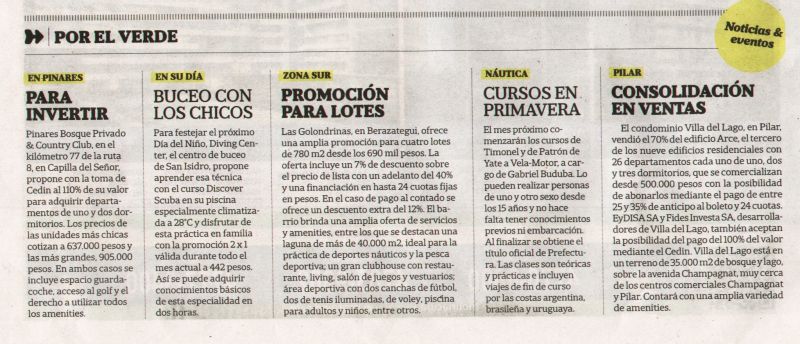 POR EL VERDE
Noticias &
eventos
EN PINARES
PARA
INVERTIR
Pinares Bosque Privado
& Country Club, en el
kilómetro 77 de la ruta
8, en Capilla del Señor,
propone con la toma de
Cedin al 110% de su valor
para adquirir departa-
mentos de uno y dos dor-
mitorios. Los precios de
las unidades más chicas
cotizan a 637.000 pesos y
las más grandes, 905.000
pesos. En ambos casos se
incluye espacio guarda-
coche, acceso al golf y el
derecho a utilizar todos
los amenities.
EN SU DÍA
BUCEO CON
LOS CHICOS
Para festejar el próximo
Día del Niño, Diving Cen-
ter, el centro de buceo
de San Isidro, propone
aprender esa técnica
con el curso Discover
Scuba en su piscina
especialmente climatiza-
da a 28°C y disfrutar de
esta práctica en familia
con la promoción 2 x 1
válida durante todo el
mes actual a 442 pesos.
Así se puede adquirir
conocimientos básicos
de esta especialidad en
dos horas.
ZONA SUR
PROMOCIÓN
PARA LOTES
Las Golondrinas, en Berazategui, ofrece
una amplia promoción para cuatro lotes
de 780 m2 desde los 690 mil pesos. La
oferta incluye un 7% de descuento sobre
el precio de lista con un adelanto del 40%
y una financiación en hasta 24 cuotas fijas
en pesos. En el caso de pago al contado se
ofrece un descuento extra del 12%. El ba-
rrio brinda una amplia oferta de servicios
y amenities, entre los que se destacan una
laguna de más de 40.000 m2, ideal para la
práctica de deportes náuticos y la pesca
deportiva; un gran clubhouse con restau-
rante, living, salón de juegos y vestuarios;
área deportiva con dos canchas de fútbol,
dos de tenis iluminadas, de voley, piscina
para adultos y niños, entre otros.
NÁUTICA
CURSOS EN
PRIMAVERA
El mes próximo co-
menzarán los cursos de
Timonel y de Patrón de
Yate a Vela-Motor, a car-
go de Gabriel Buduba. Lo
pueden realizar personas
de uno y otro sexo desde
los 15 años y no hace
falta tener conocimientos
previos ni embarcación.
Al finalizar se obtiene el
título oficial de Prefectu-
ra. Las clases son teóricas
y prácticas e incluyen
viajes de fin de curso
por las costas argentina,
brasileña y uruguaya.
PILAR
CONSOLIDACIÓN
EN VENTAS
El condominio Villa del Lago, en Pilar,
vendió el 70% del edificio Arce, el tercero
de los nueve edificios residenciales con
26 departamentos cada uno de uno, dos
y tres dormitorios, que se comercializan
desde 500.000 pesos con la posibilidad
de abonarlos mediante el pago de entre
25 y 35% de anticipo al boleto y 24 cuotas.
EyDISA SA y Fides Investa SA, desarrolla-
dores de Villa del Lago, también aceptan
la posibilidad del pago del 100% del valor
mediante el Cedin. Villa del Lago está en
un terreno de 35.000 m2 de bosque y lago,
sobre la avenida Champagnat, muy cerca
de los centros comerciales Champagnat
y Pilar. Contará con una amplia variedad
de amenities.